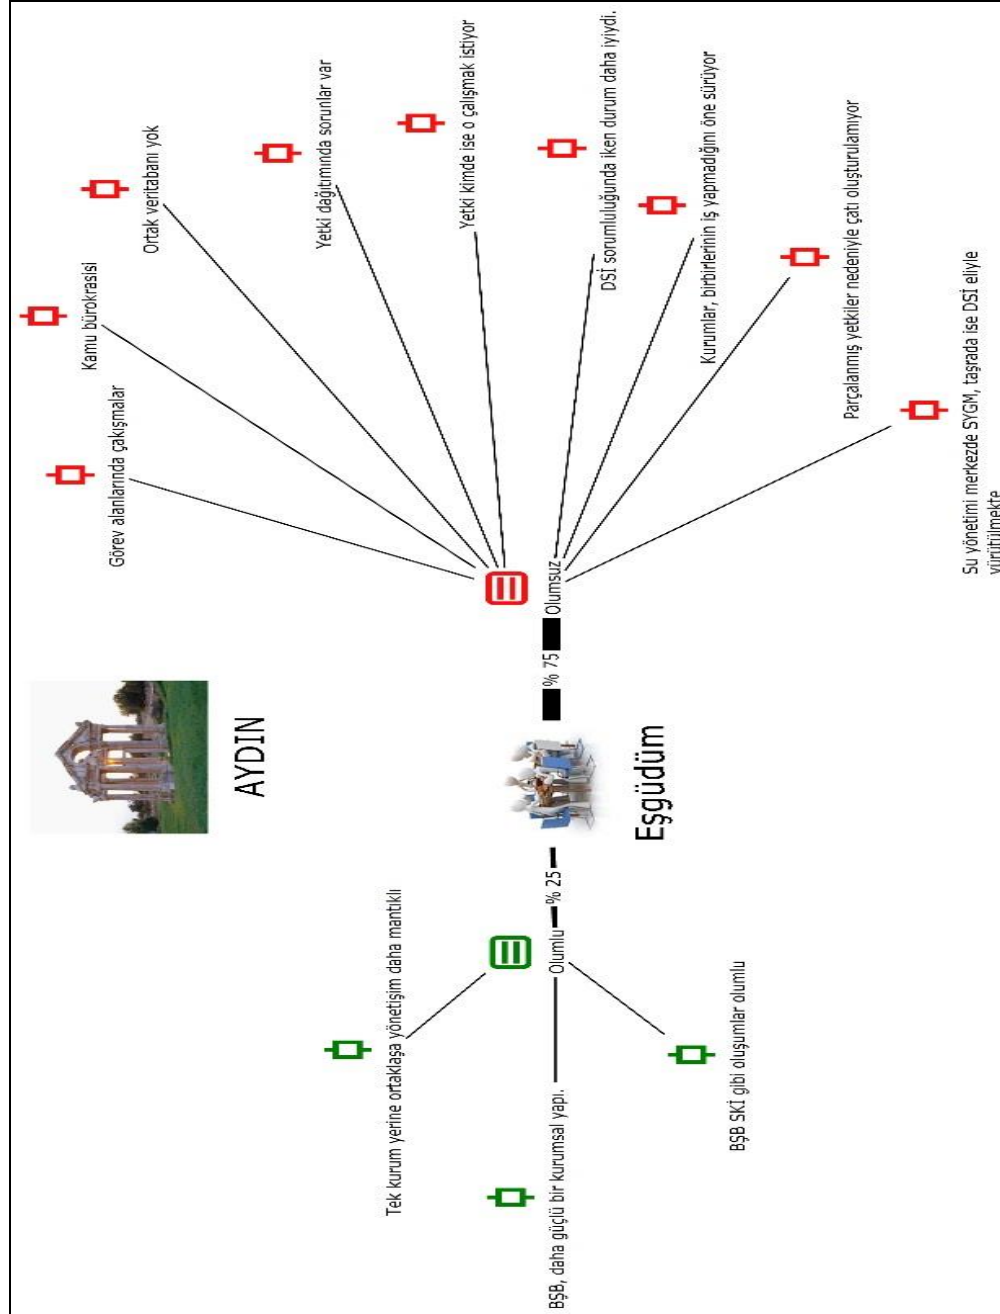 AYDIN
Eşgüdüm
% 25
Olumlu
Tek kurum yerine ortaklaşa yönetişim daha mantıklı
BŞB, daha güçlü bir kurumsal yapı.
BŞB SKİ gibi oluşumlar olumlu
% 75
Olumsuz
Görev alanlarında çakışmalar
Kamu bürokrasisi
Ortak veritabanı yok
Yetki dağıtımında sorunlar var
Yetki kimde ise o çalışmak istiyor
DSİ sorumluluğunda iken durum daha iyiydi.
Kurumlar, birbirlerinin iş yapmadığını öne sürüyor
Parçalanmış yetkiler nedeniyle çatı oluşturulamıyor
Su yönetimi merkezde SYGM, taşrada ise DSİ eliyle
yürütülmekte